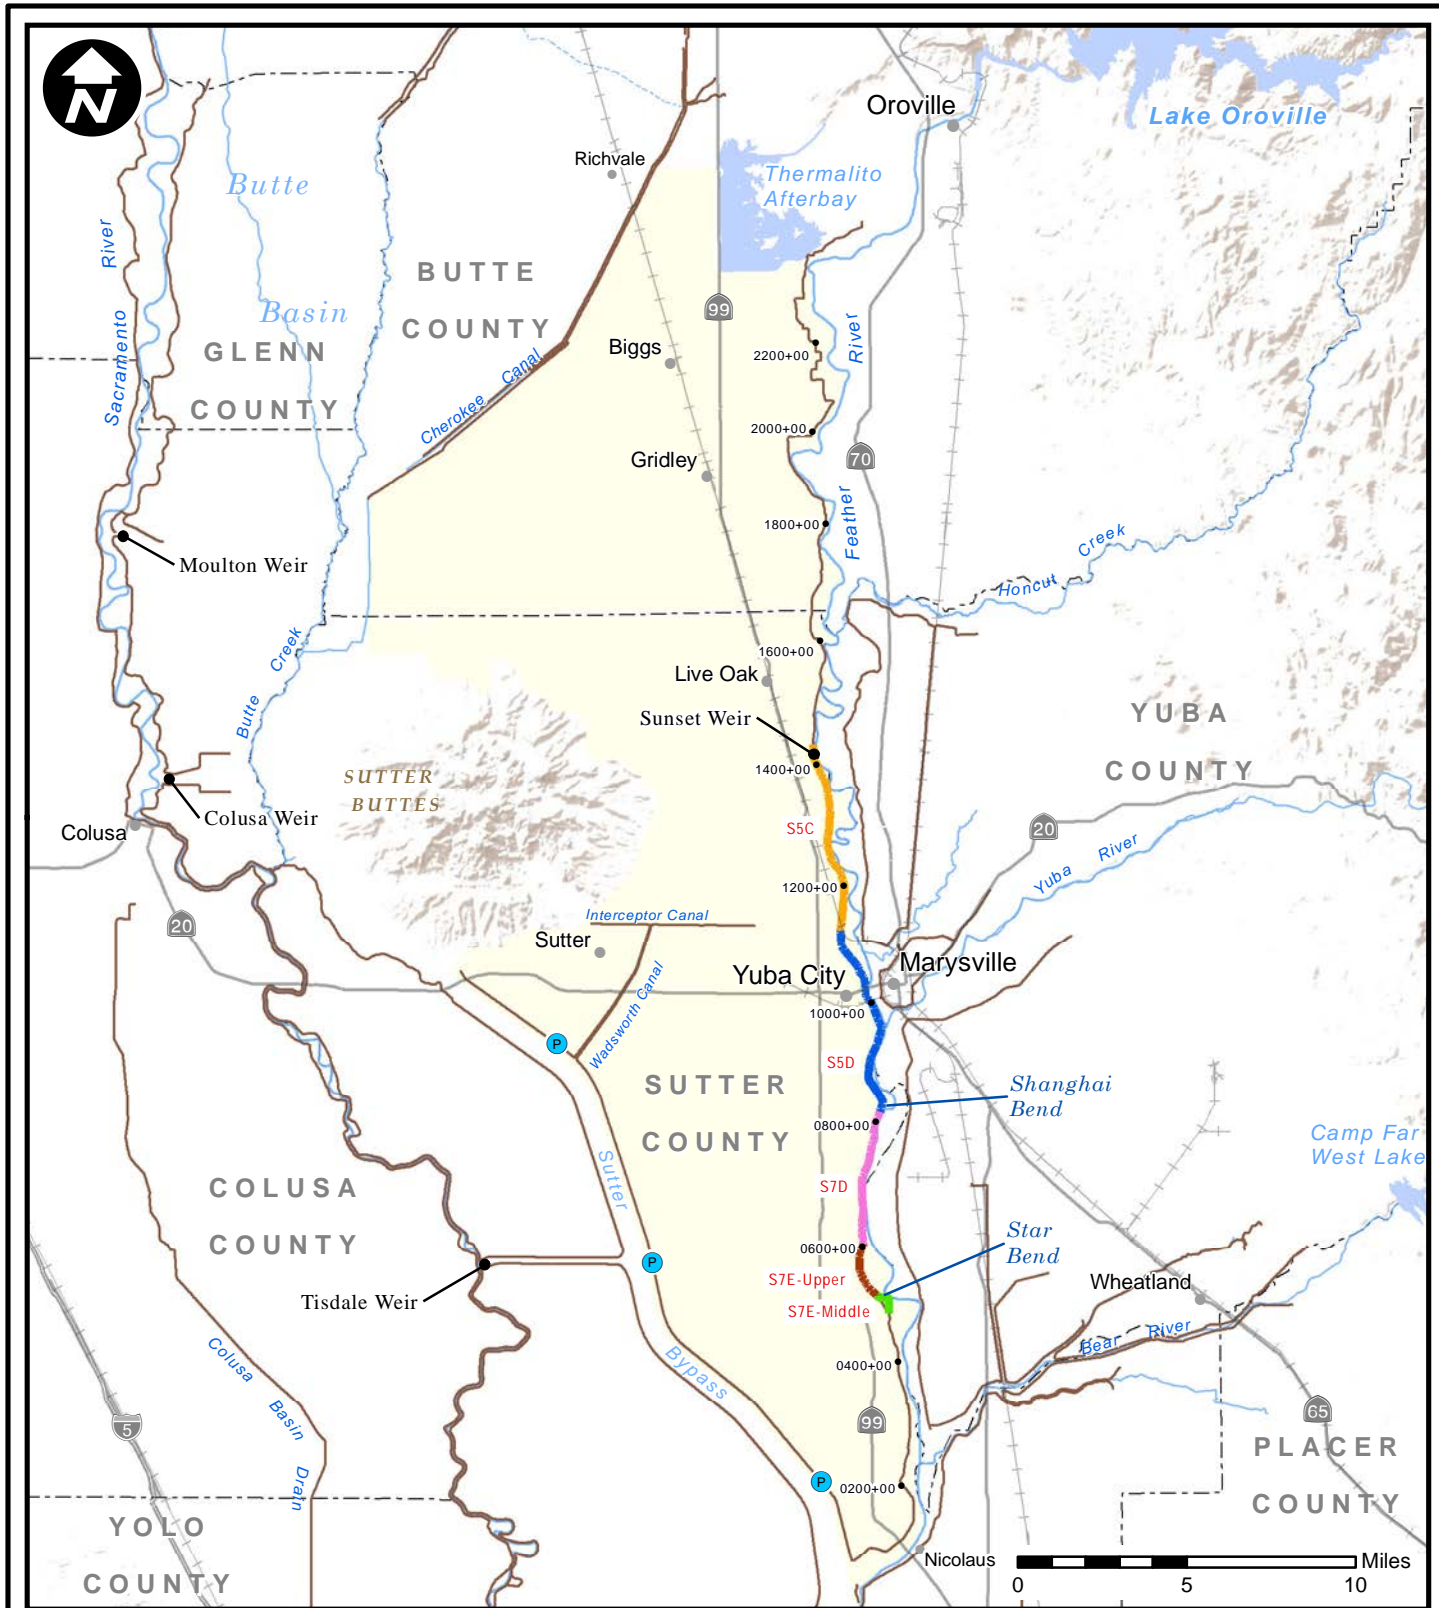 N
Oroville
Lake Oroville
Richvale
Thermalito
Afterbay
Butte
Basin
Sacramento River
BUTTE
COUNTY
GLENN
COUNTY
99
Biggs
2200+00
Feather River
Cherokee Canal
2000+00
Gridley
70
1800+00
Moulton Weir
Honcut Creek
Butte Creek
1600+00
Live Oak
Sunset Weir
YUBA
COUNTY
1400+00
SUTTER
BUTTES
Colusa Weir
Colusa
S5C
20
Yuba River
1200+00
20
Interceptor Canal
Sutter
Wadsworth Canal
Yuba City
Marysville
1000+00
P
S5D
SUTTER
COUNTY
Shanghai
Bend
0800+00
Camp Far
West Lake
COLUSA
COUNTY
Sutter Bypass
S7D
Star
Bend
0600+00
P
S7E-Upper
Wheatland
Tisdale Weir
S7E-Middle
Bear River
Colusa Basin Drain
0400+00
5
99
65
PLACER
COUNTY
P
0200+00
YOLO
COUNTY
Nicolaus
Miles
0 5 10